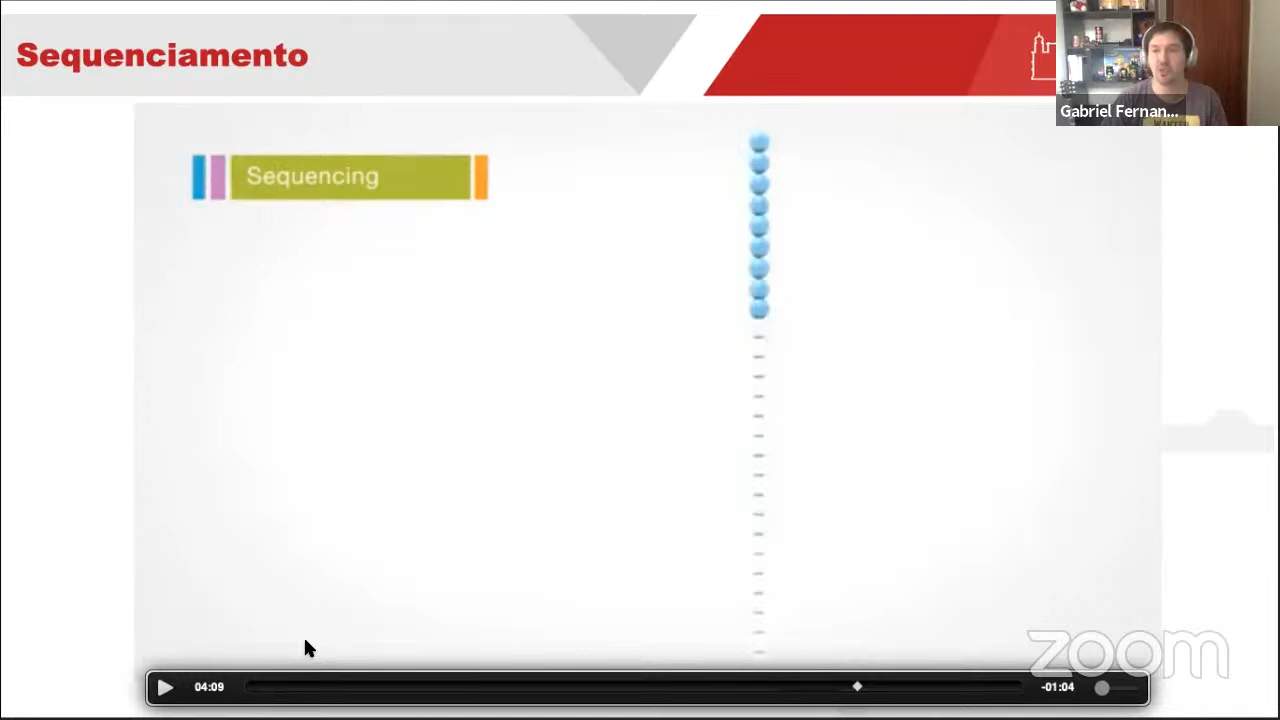 Sequenciamento
Gabriel Fernan...
Sequencing
zoom
04:09
-01:04